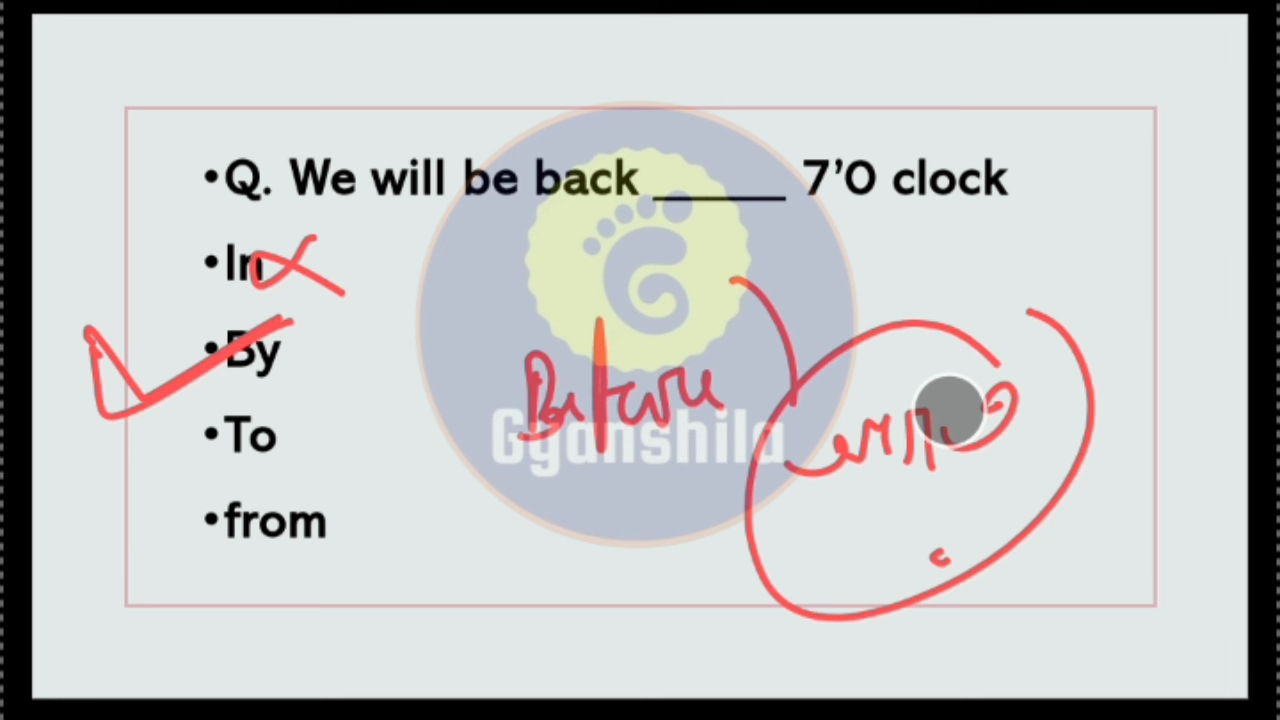 •Q. We will be back ______ 7’0 clock
•In
•By
•To
•from
Before
Gyanshila